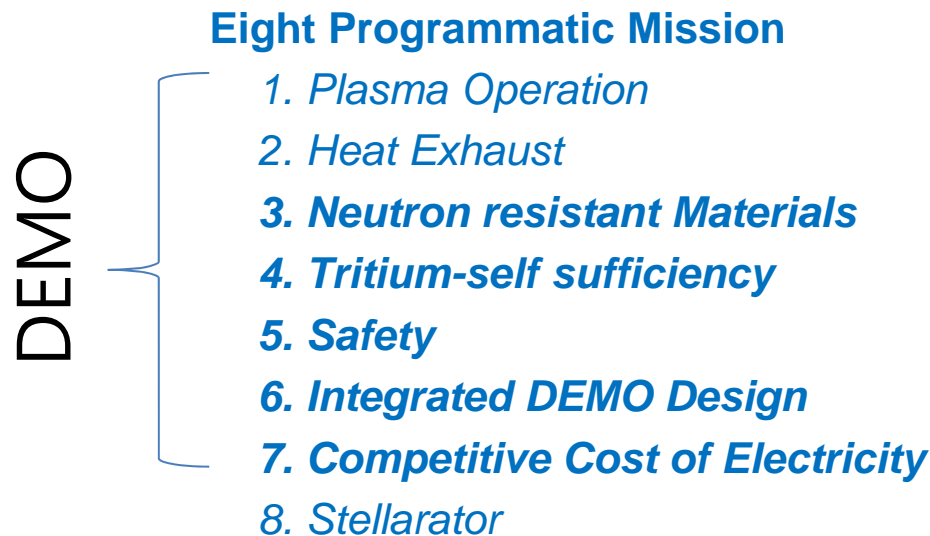 Eight Programmatic Mission
DEMO
1. Plasma Operation
2. Heat Exhaust
3. Neutron resistant Materials
4. Tritium-self sufficiency
5. Safety
6. Integrated DEMO Design
7. Competitive Cost of Electricity
8. Stellarator